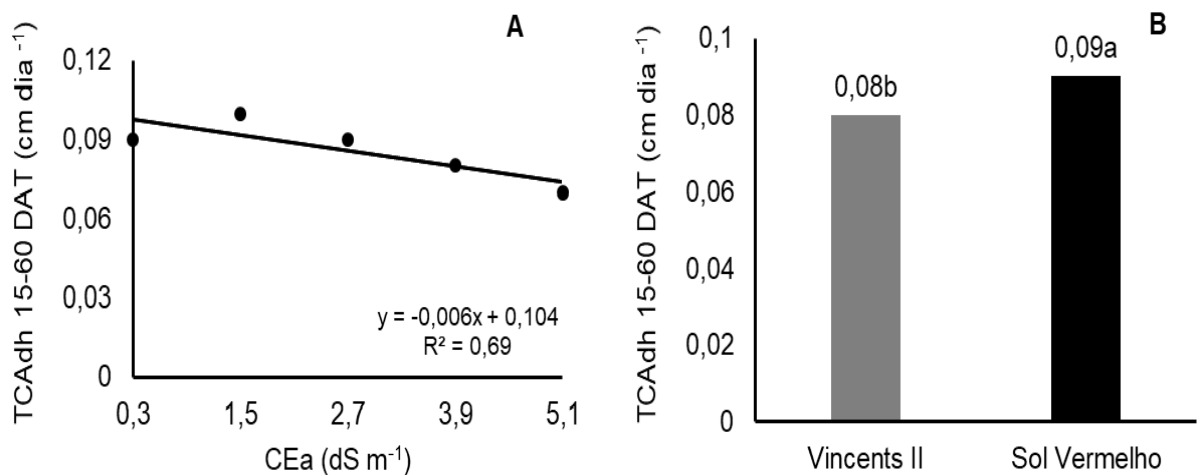 A
TCAdh 15-60 DAT (cm dia ⁻¹)
0,12
0,09
0,06
0,03
0
y = -0,006x + 0,104
R² = 0,69
0,3 1,5 2,7 3,9 5,1
CEa (dS m⁻¹)
B
TCAdh 15-60 DAT (cm dia ⁻¹)
0,1
0,08
0,06
0,04
0,02
0
0,08b
0,09a
Vincents II Sol Vermelho